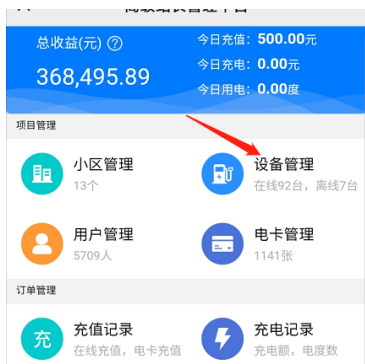 总收益(元) ?
今日充值：500.00元
368,495.89
今日充电：0.00元
今日用电：0.00度
项目管理
小区管理
13个
设备管理
在线92台，离线7台
用户管理
5709人
电卡管理
1141张
订单管理
充
充值记录
在线充值，电卡充值
充电记录
充电额，电度数